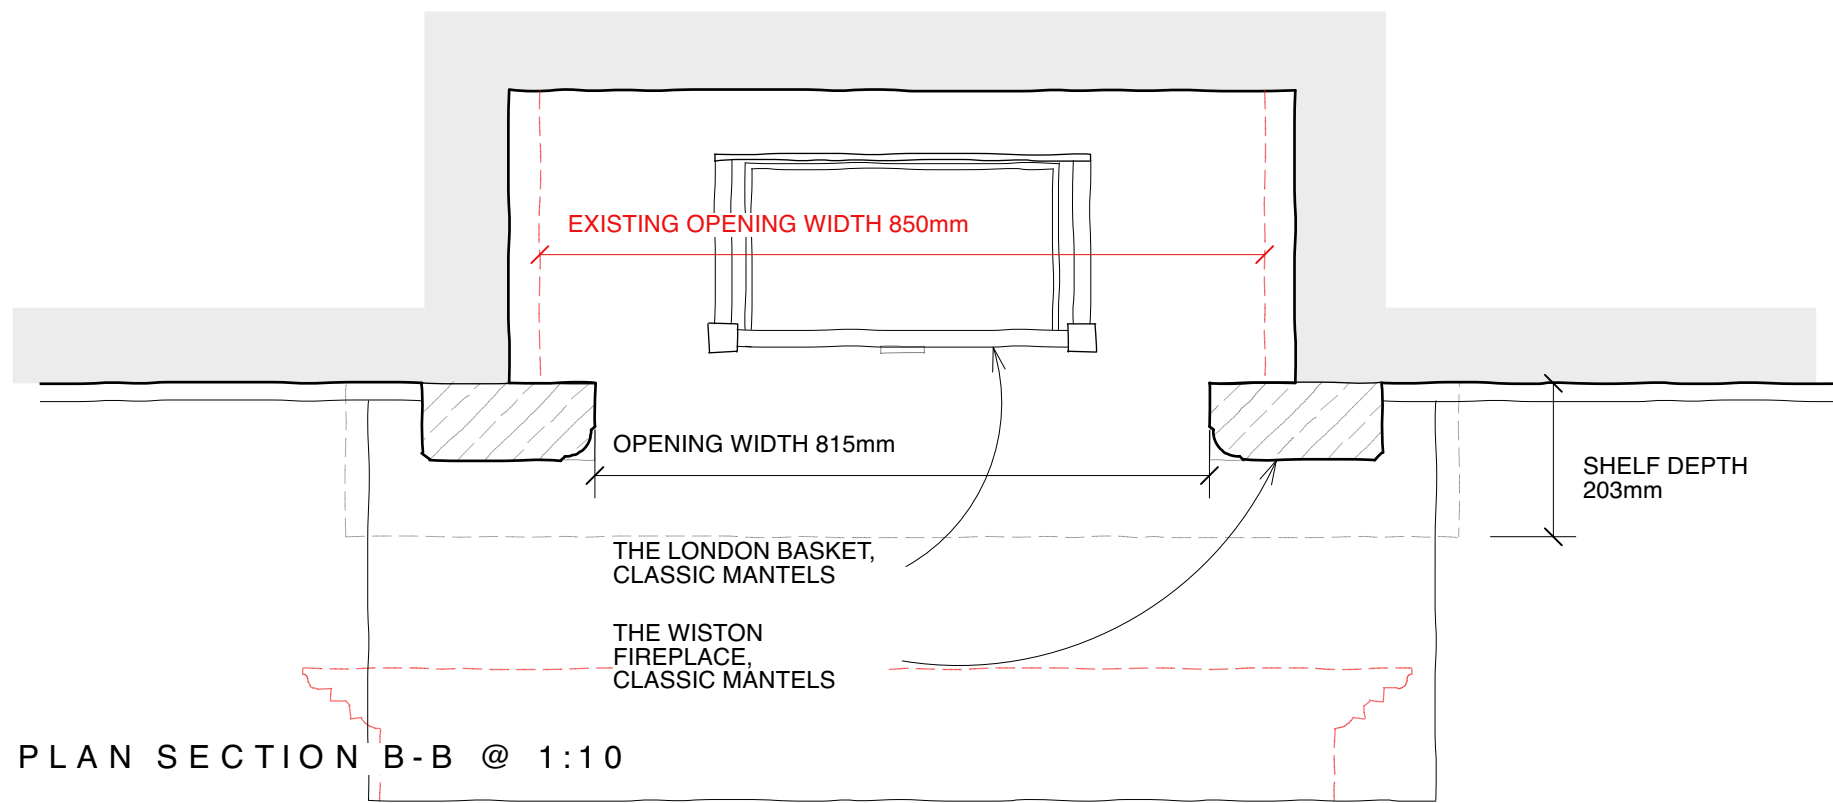 EXISTING OPENING WIDTH 850mm
OPENING WIDTH 815mm
SHELF DEPTH
203mm
THE LONDON BASKET,
CLASSIC MANTELS
THE WISTON
FIREPLACE,
CLASSIC MANTELS
PLAN SECTION B-B @ 1:10